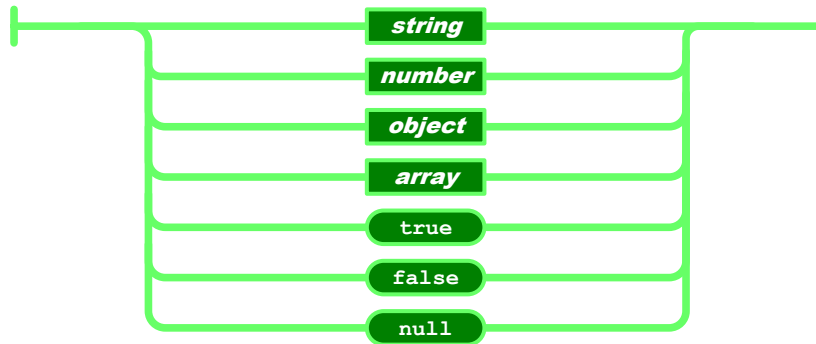 string
number
object
array
true
false
null